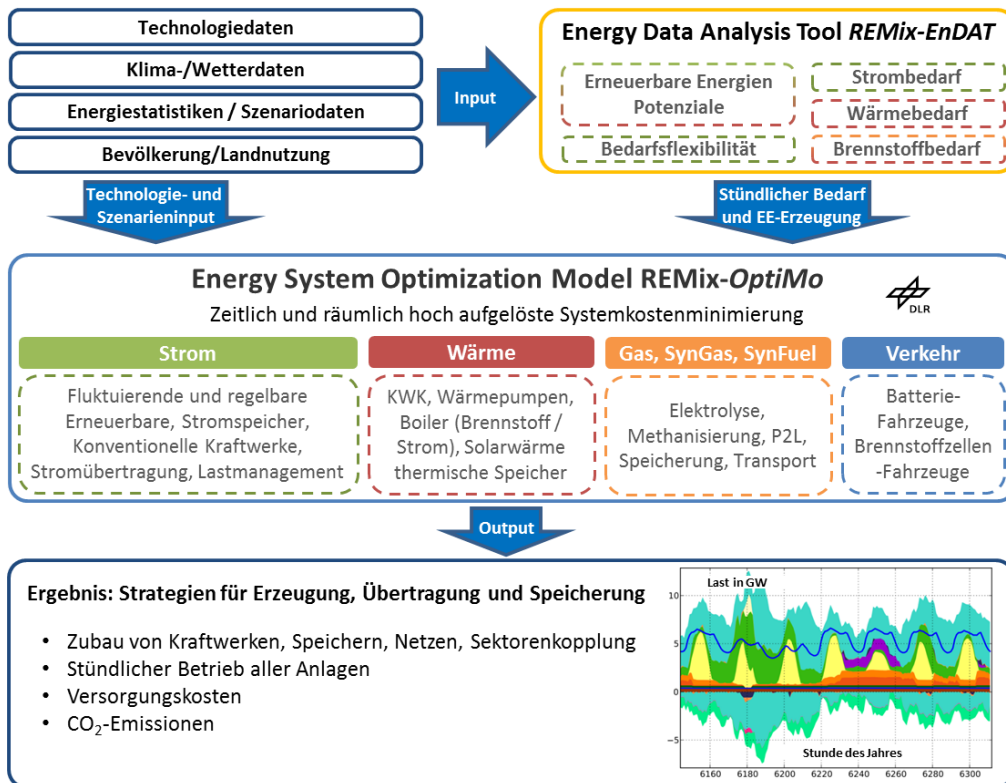 Technologiedaten
Klima-/Wetterdaten
Energiestatistiken / Szenariodaten
Bevölkerung/Landnutzung
Input
Energy Data Analysis Tool REMix-EnDAT
Erneuerbare Energien
Potenziale
Bedarfsflexibilität
Strombedarf
Wärmebedarf
Brennstoffbedarf
Technologie- und
Szenarieninput
Stündlicher Bedarf
und EE-Erzeugung
Energy System Optimization Model REMix-OptiMo
Zeitlich und räumlich hoch aufgelöste Systemkostenminimierung
DLR
Strom
Fluktuierende und regelbare
Erneuerbare, Stromspeicher,
Konventionelle Kraftwerke,
Stromübertragung, Lastmanagement
Wärme
KWK, Wärmepumpen,
Boiler (Brennstoff /
Strom), Solarwärme
thermische Speicher
Gas, SynGas, SynFuel
Elektrolyse,
Methanisierung, P2L,
Speicherung, Transport
Verkehr
Batterie-
Fahrzeuge,
Brennstoffzellen
-Fahrzeuge
Output
Ergebnis: Strategien für Erzeugung, Übertragung und Speicherung
• Zubau von Kraftwerken, Speichern, Netzen, Sektorenkopplung
• Stündlicher Betrieb aller Anlagen
• Versorgungskosten
• CO₂-Emissionen
Last in GW
10
5
0
−5
Stunde des Jahres
6160 6180 6200 6220 6240 6260 6280 6300